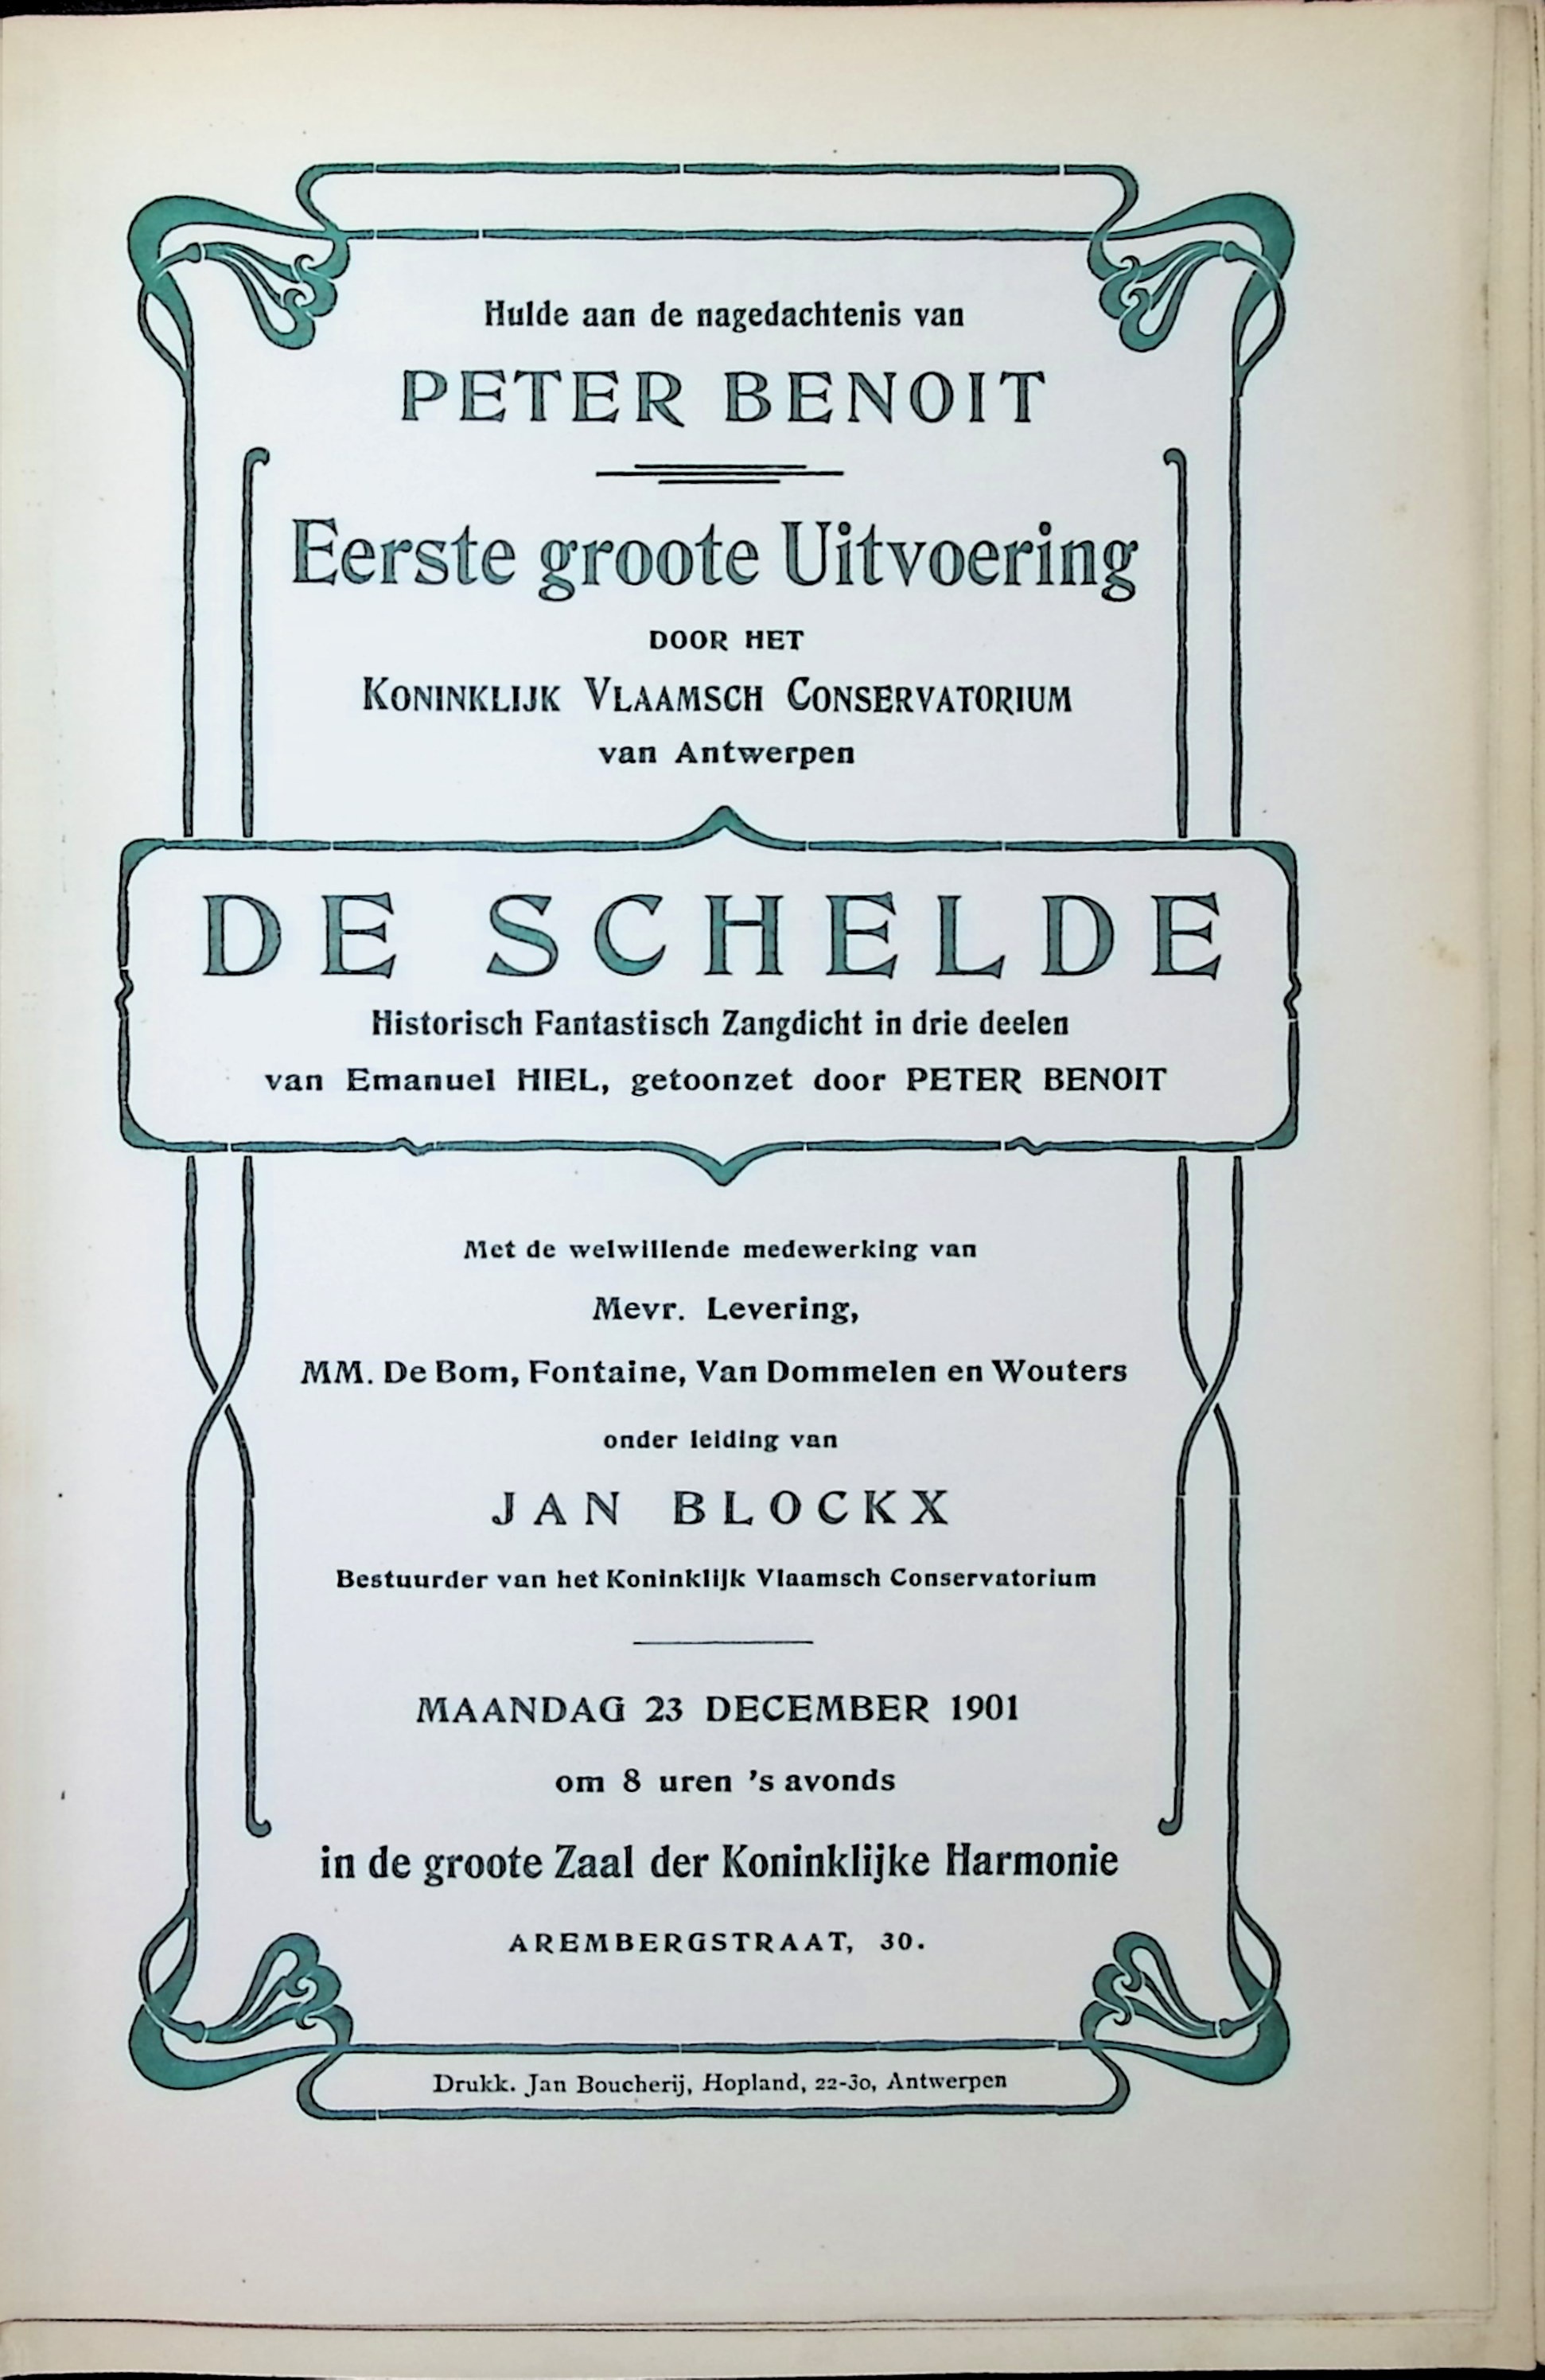 Hulde aan de nagedachtenis van
PETER BENOIT
Eerste groote Uitvoering
DOOR HET
KONINKLIJK VLAAMSCH CONSERVATORIUM
van Antwerpen
DE SCHELDE
Historisch Fantastisch Zangdicht in drie deelen
van Emanuel HIEL, getoonzet door PETER BENOIT
Met de welwillende medewerking van
Mevr. Levering,
MM. De Bom, Fontaine, Van Dommelen en Wouters
onder leiding van
JAN BLOCKX
Bestuurder van het Koninklijk Vlaamsch Conservatorium
MAANDAG 23 DECEMBER 1901
om 8 uren 's avonds
in de groote Zaal der Koninklijke Harmonie
AREMBERGSTRAAT, 30.
Drukk. Jan Boucherij, Hopland, 22-30, Antwerpen